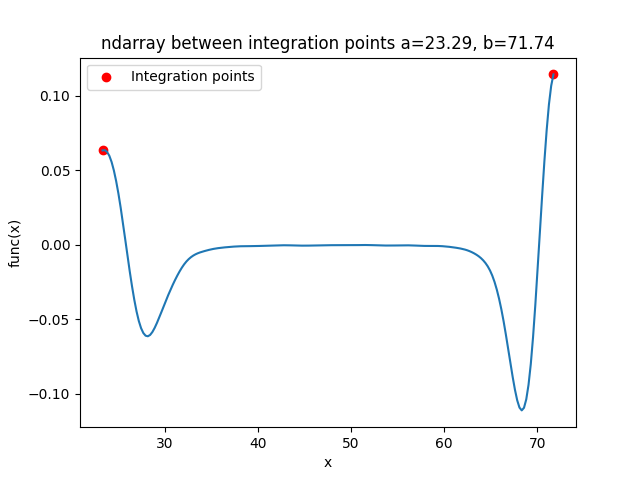 ndarray between integration points a=23.29, b=71.74
Integration points
0.10
0.05
0.00
−0.05
−0.10
func(x)
30
40
50
60
70
x